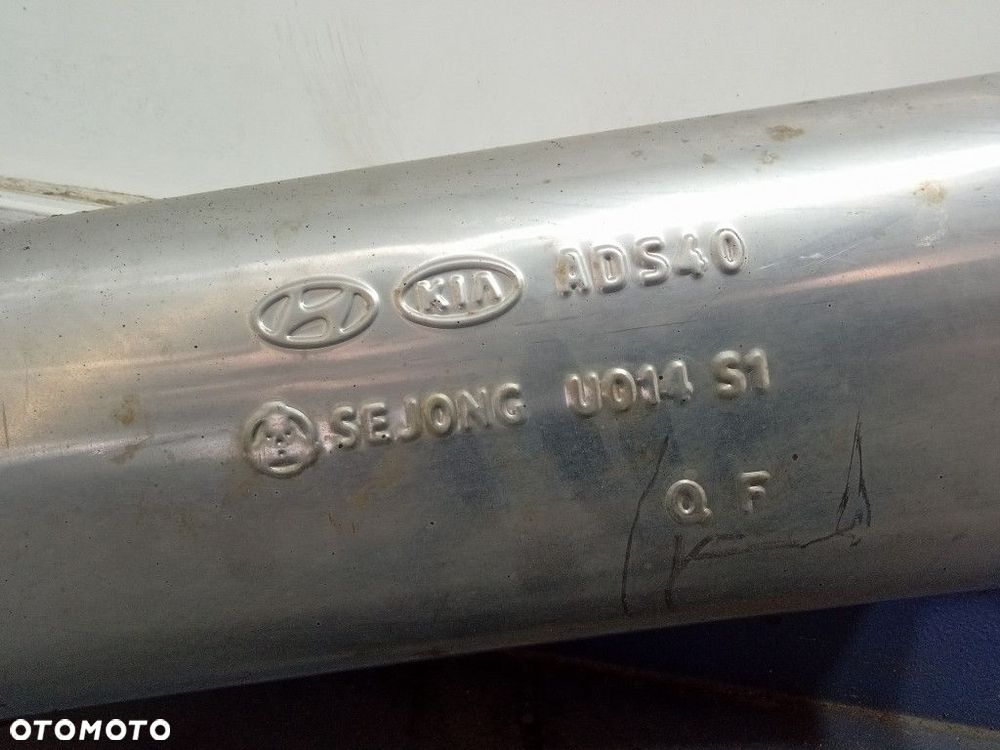 KIA ADS40
SEJONG U014 S1
Q F
OTOMOTO